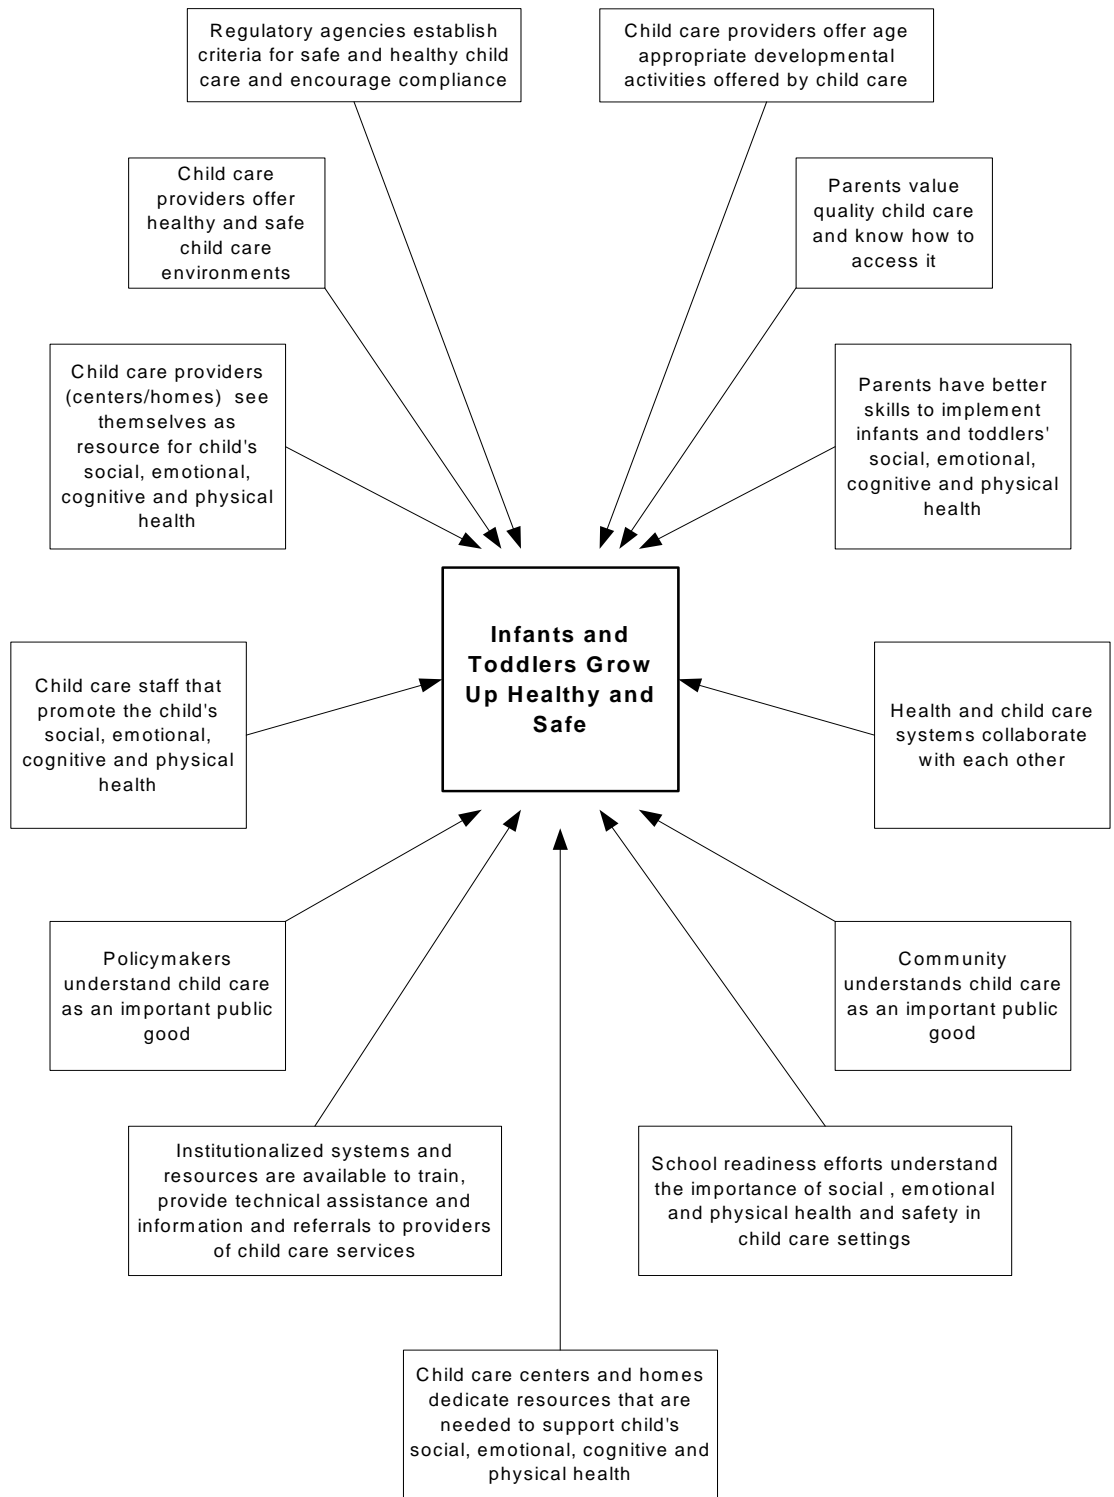 Regulatory agencies establish
criteria for safe and healthy child
care and encourage compliance
Child care providers offer age
appropriate developmental
activities offered by child care
Child care
providers offer
healthy and safe
child care
environments
Parents value
quality child care
and know how to
access it
Child care providers
(centers/homes)  see
themselves as
resource for child's
social, emotional,
cognitive and physical
health
Parents have better
skills to implement
infants and toddlers'
social, emotional,
cognitive and physical
health
Infants and
Toddlers Grow
Up Healthy and
Safe
Child care staff that
promote the child's
social, emotional,
cognitive and physical
health
Health and child care
systems collaborate
with each other
Policymakers
understand child care
as an important public
good
Community
understands child care
as an important public
good
Institutionalized systems and
resources are available to train,
provide technical assistance and
information and referrals to providers
of child care services
School readiness efforts understand
the importance of social , emotional
and physical health and safety in
child care settings
Child care centers and homes
dedicate resources that are
needed to support child's
social, emotional, cognitive and
physical health